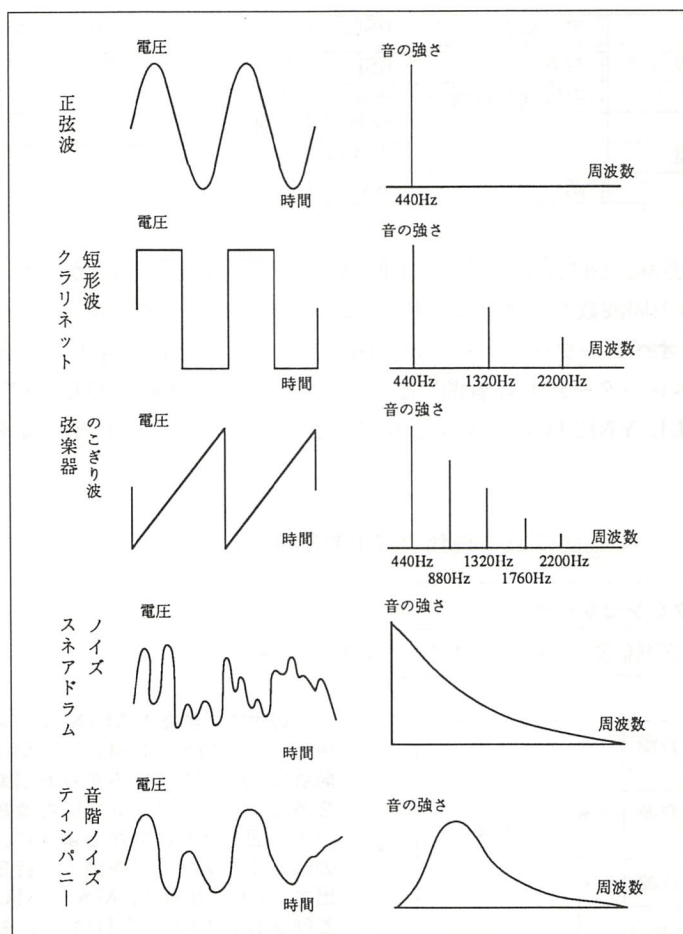 正弦波
電圧
時間
音の強さ
周波数
440Hz
短形波
クラリネット
電圧
時間
音の強さ
周波数
440Hz 1320Hz 2200Hz
のこぎり波
弦楽器
電圧
時間
音の強さ
周波数
440Hz 1320Hz 2200Hz
880Hz 1760Hz
ノイズ
スネアドラム
電圧
時間
音の強さ
周波数
音階ノイズ
ティンパニー
電圧
時間
音の強さ
周波数